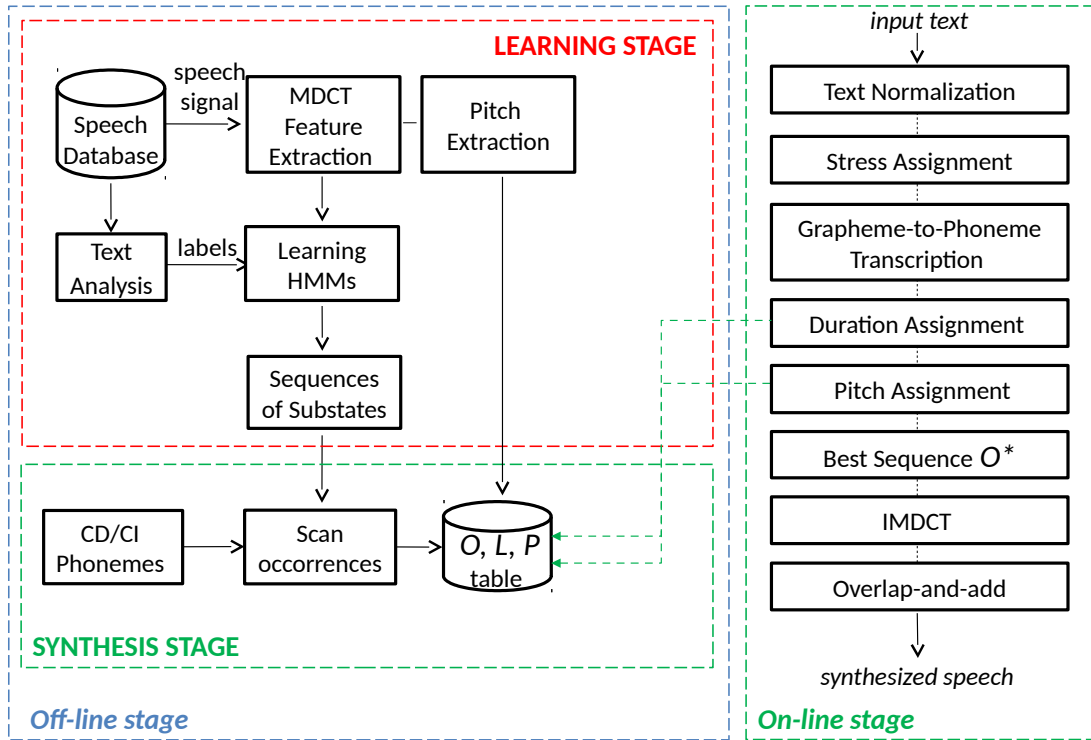 LEARNING STAGE
speech
signal
Speech
Database
MDCT
Feature
Extraction
Pitch
Extraction
Text
Analysis
labels
Learning
HMMs
Sequences
of Substates
CD/CI
Phonemes
Scan
occorrences
O, L, P
table
SYNTHESIS STAGE
Off-line stage
input text
Text Normalization
Stress Assignment
Grapheme-to-Phoneme
Transcription
Duration Assignment
Pitch Assignment
Best Sequence O*
IMDCT
Overlap-and-add
synthesized speech
On-line stage